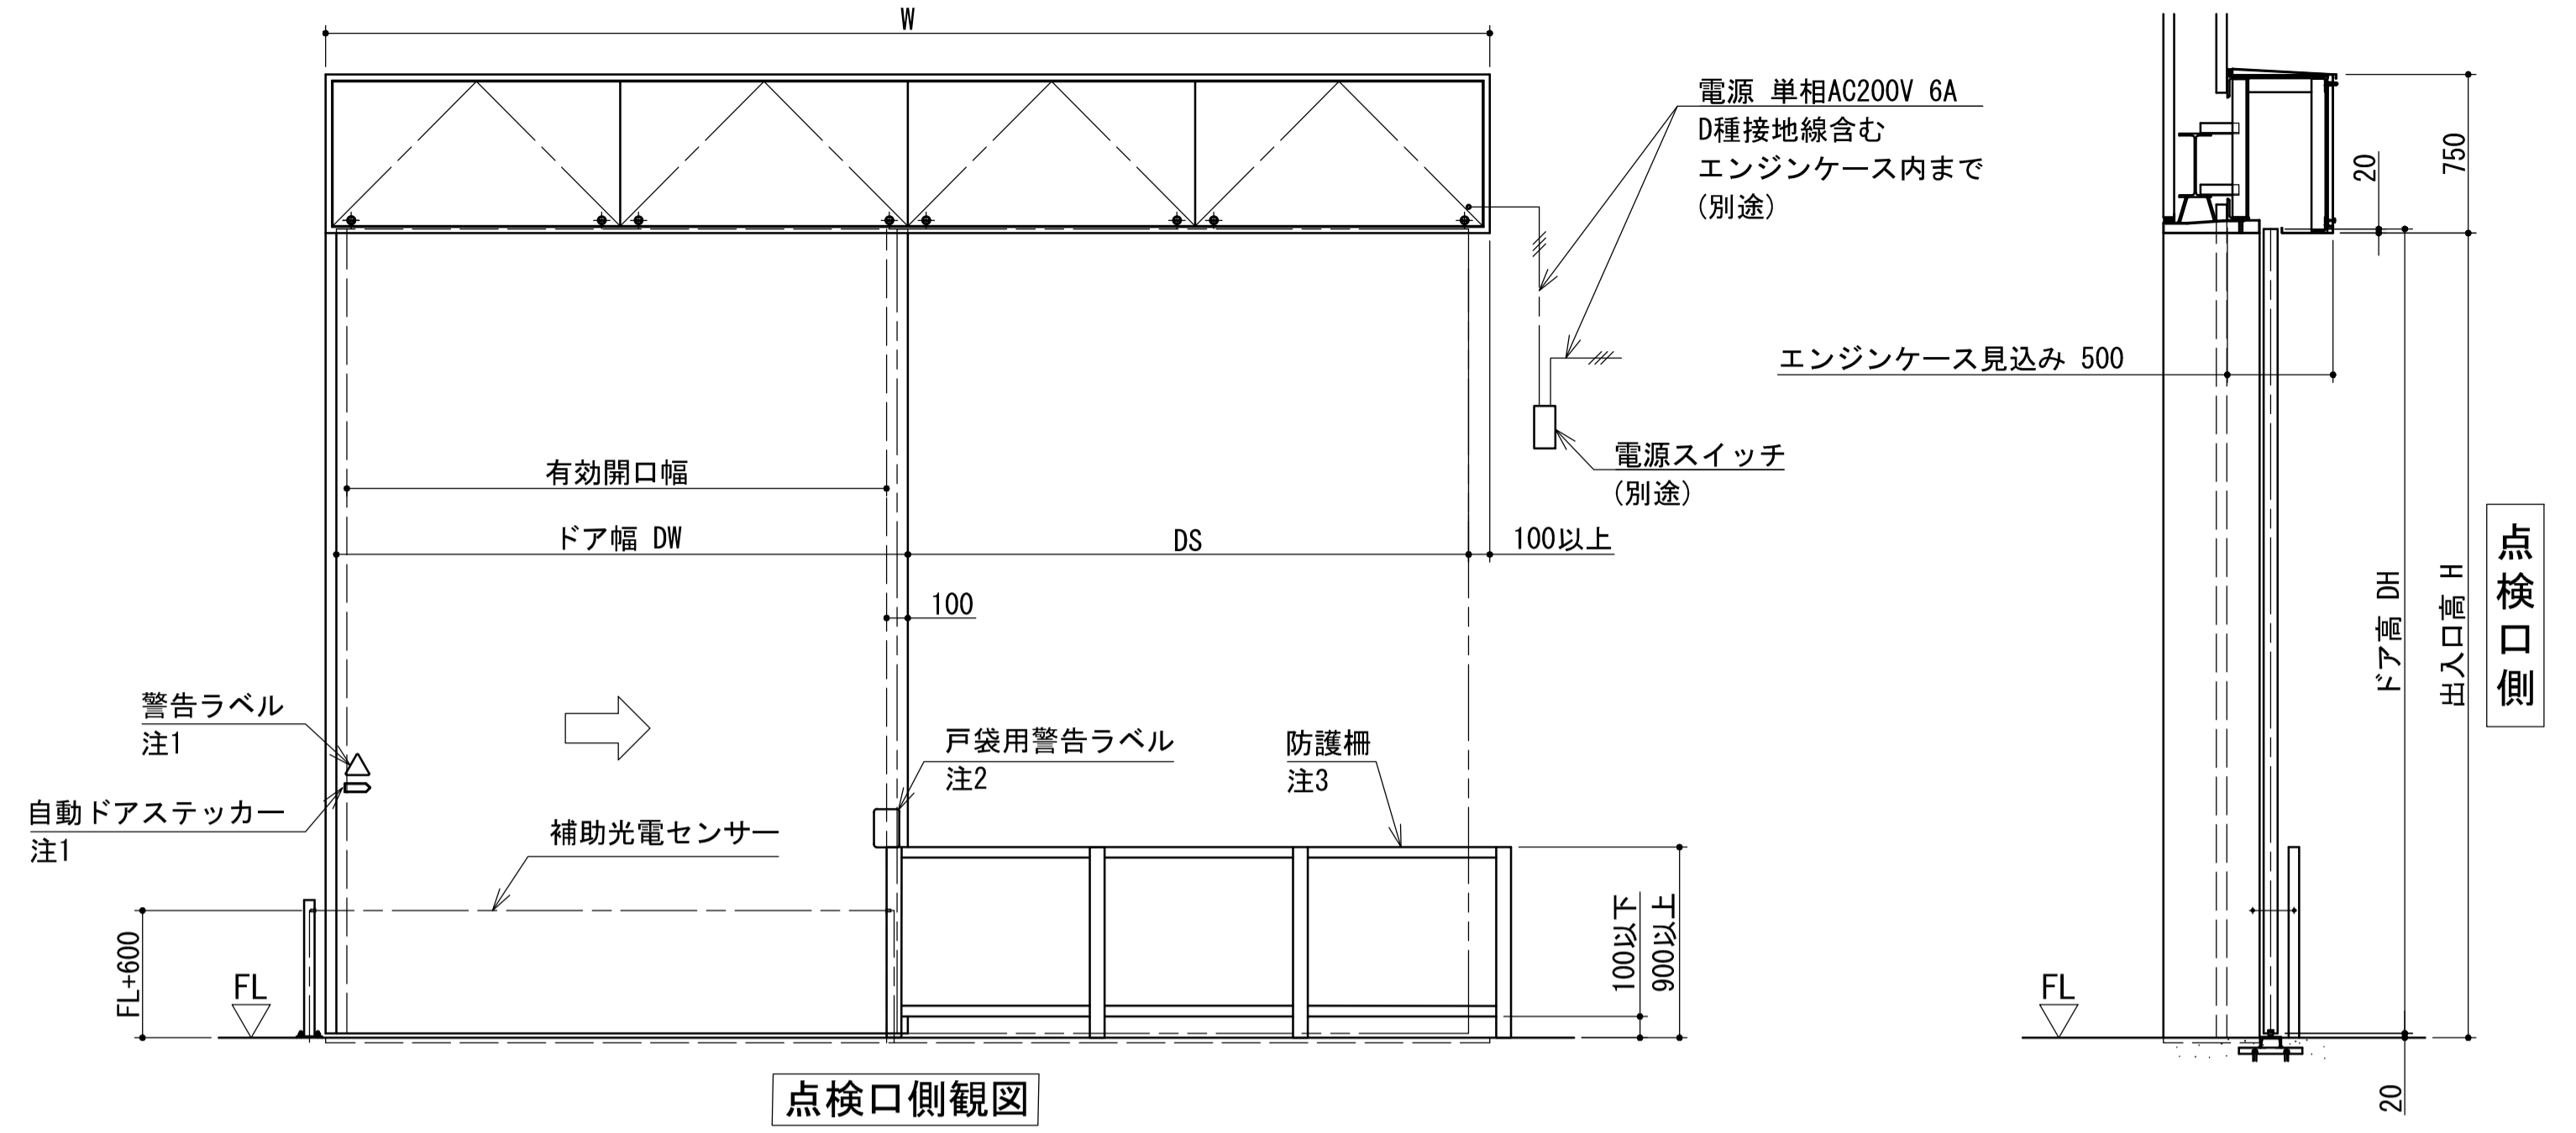 W
電源 単相AC200V 6A
D種接地線含む
エンジンケース内まで
(別途)
20
750
エンジンケース見込み 500
電源スイッチ
(別途)
有効開口幅
ドア幅 DW
DS
100以上
100
ドア高 DH
出入口高 H
点検口側
警告ラベル
注1
自動ドアステッカー
注1
戸袋用警告ラベル
注2
防護柵
注3
補助光電センサー
FL+600
FL
100以下
900以上
FL
20
点検口側観図